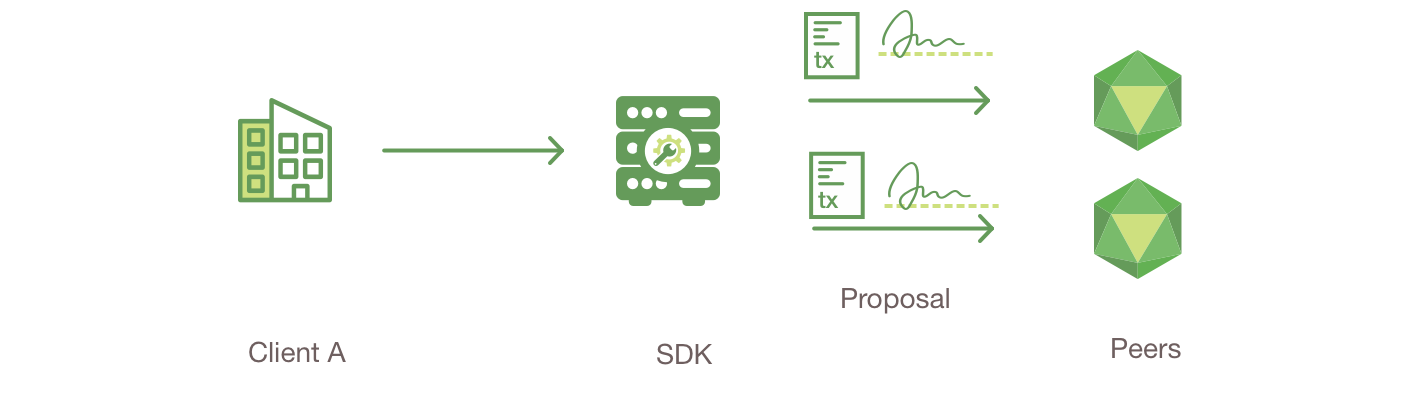 tx
tx
Proposal
Client A
SDK
Peers